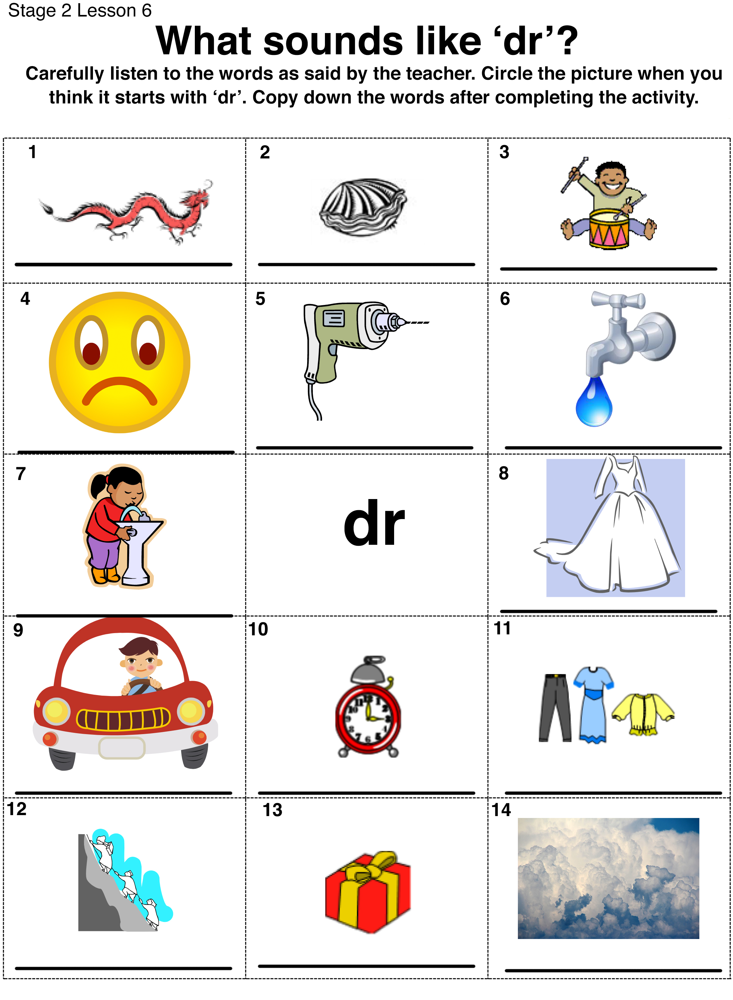 Stage 2 Lesson 6
What sounds like ‘dr’?
Carefully listen to the words as said by the teacher. Circle the picture when you
think it starts with ‘dr’. Copy down the words after completing the activity.
1
2
3
4
5
6
7
dr
8
9
10
11
12
13
14